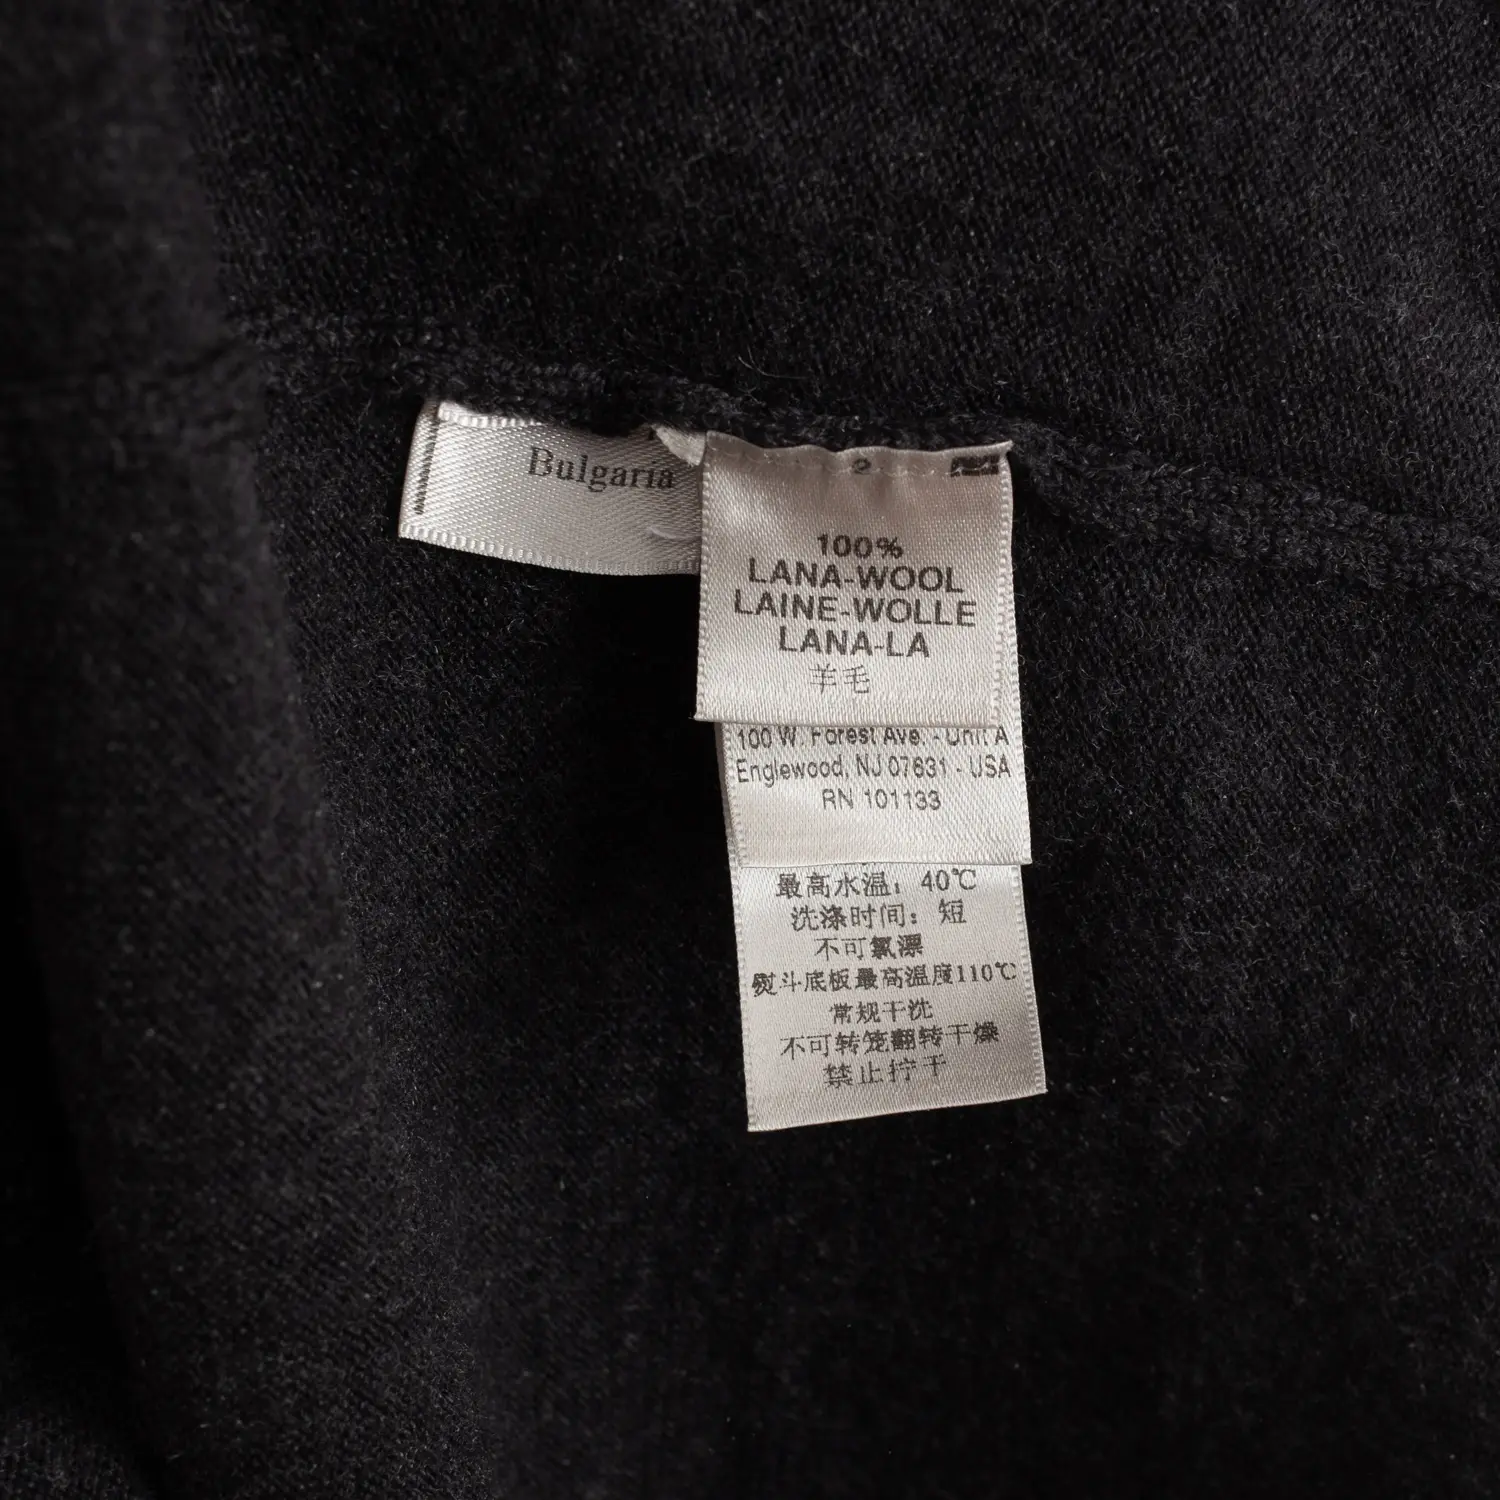 Bulgaria
100%
LANA-WOOL
LAINE-WOLLE
LANA-LA
羊毛
100 W. Forest Ave. - Unit A
Englewood, NJ 07631 - USA
RN 101133
最高水温：40℃
洗涤时间：短
不可氯漂
熨斗底板最高温度110℃
常规干洗
不可转笼翻转干燥
禁止拧干